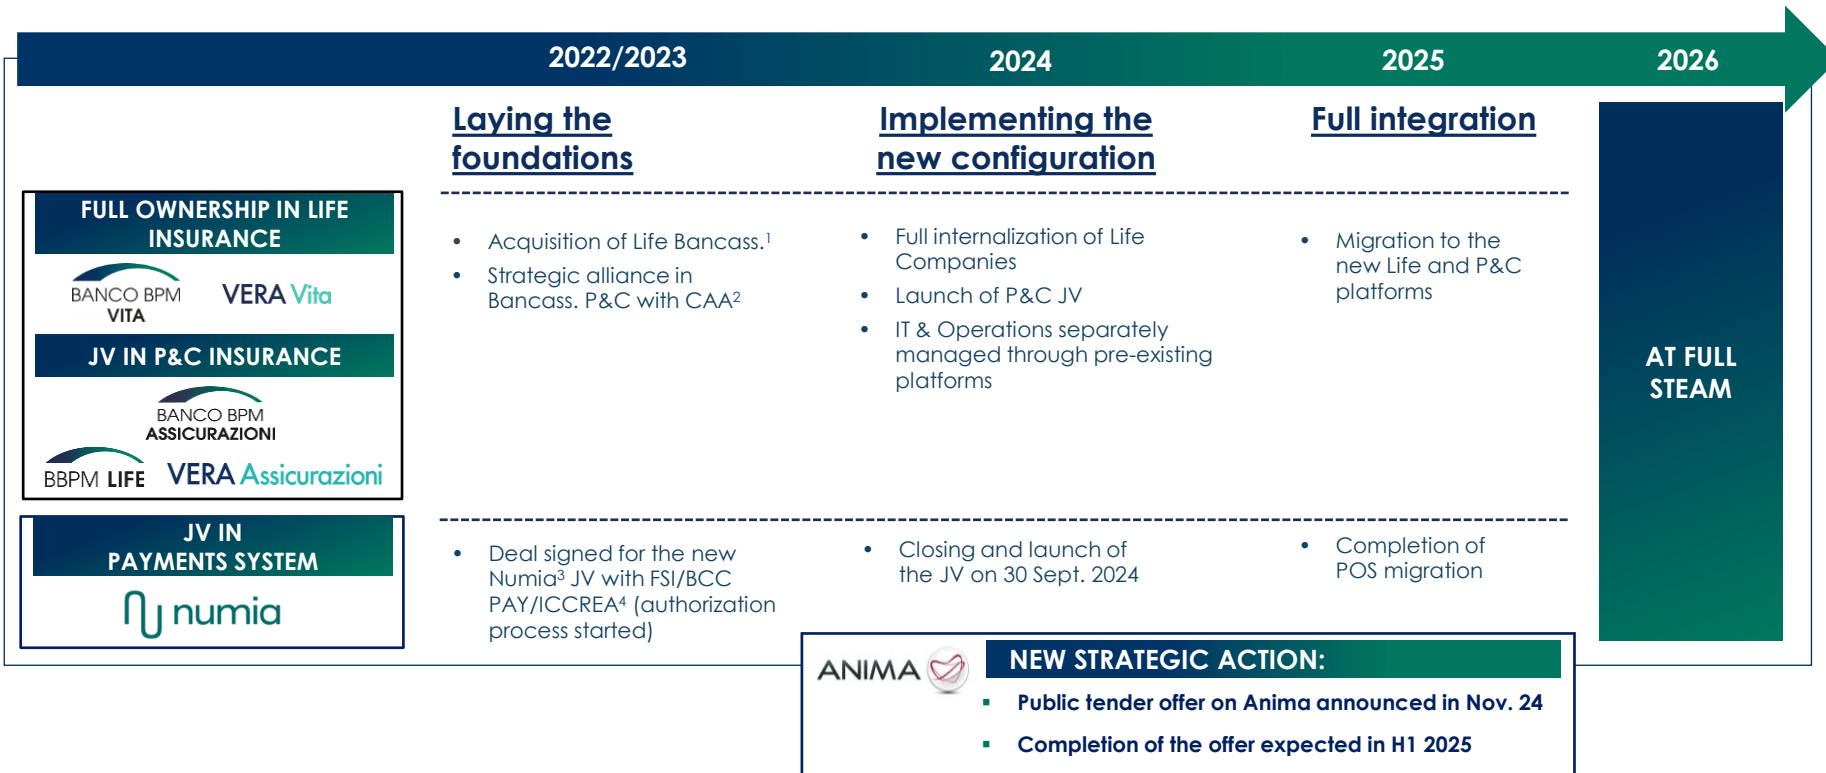 2022/2023
2024
2025
2026
Laying the
foundations
Implementing the
new configuration
Full integration
FULL OWNERSHIP IN LIFE
INSURANCE
BANCO BPM
VITA
VERA Vita
JV IN P&C INSURANCE
BANCO BPM
ASSICURAZIONI
BBPM LIFE
VERA Assicurazioni
• Acquisition of Life Bancass.¹
• Strategic alliance in
Bancass. P&C with CAA²
• Full internalization of Life
Companies
• Launch of P&C JV
• IT & Operations separately
managed through pre-existing
platforms
• Migration to the
new Life and P&C
platforms
AT FULL
STEAM
JV IN
PAYMENTS SYSTEM
numia
• Deal signed for the new
Numia³ JV with FSI/BCC
PAY/ICCREA⁴ (authorization
process started)
• Closing and launch of
the JV on 30 Sept. 2024
• Completion of
POS migration
ANIMA
NEW STRATEGIC ACTION:
▪ Public tender offer on Anima announced in Nov. 24
▪ Completion of the offer expected in H1 2025